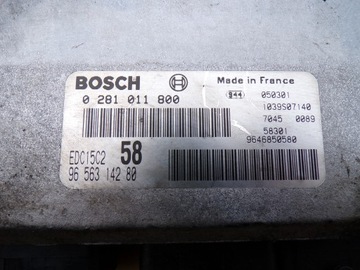 BOSCH
Made in France
0 281 011 800
944 050301
1039S07140
7045 0089
58301
9646850580
EDC15C2 58
96 563 142 80